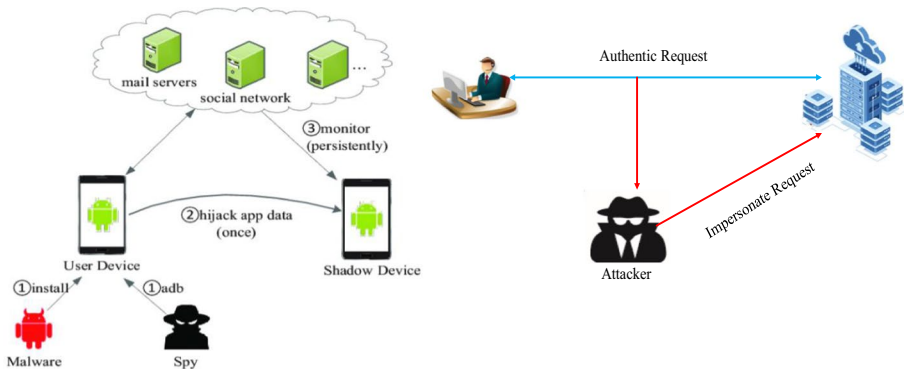 mail servers
social network
...
③monitor
(persistently)
②hijack app data
(once)
User Device
Shadow Device
①install
①adb
Malware
Spy
Authentic Request
Impersonate Request
Attacker